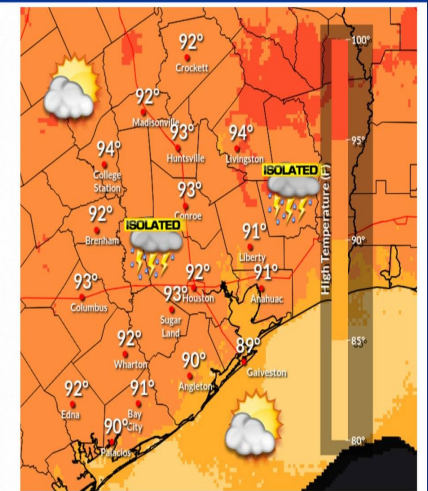 92°
Crockett
100°
92°
Madisonville
93°
Huntsville
94°
Livingston
95°
94°
College
Station
ISOLATED
93°
Conroe
92°
Brenham
ISOLATED
91°
Liberty
90°
High Temperature (F)
93°
Columbus
92°
Houston
91°
Anahuac
93°
Sugar
Land
92°
Wharton
89°
Galveston
85°
90°
Angleton
92°
Edna
91°
Bay
City
90°
Palacios
80°